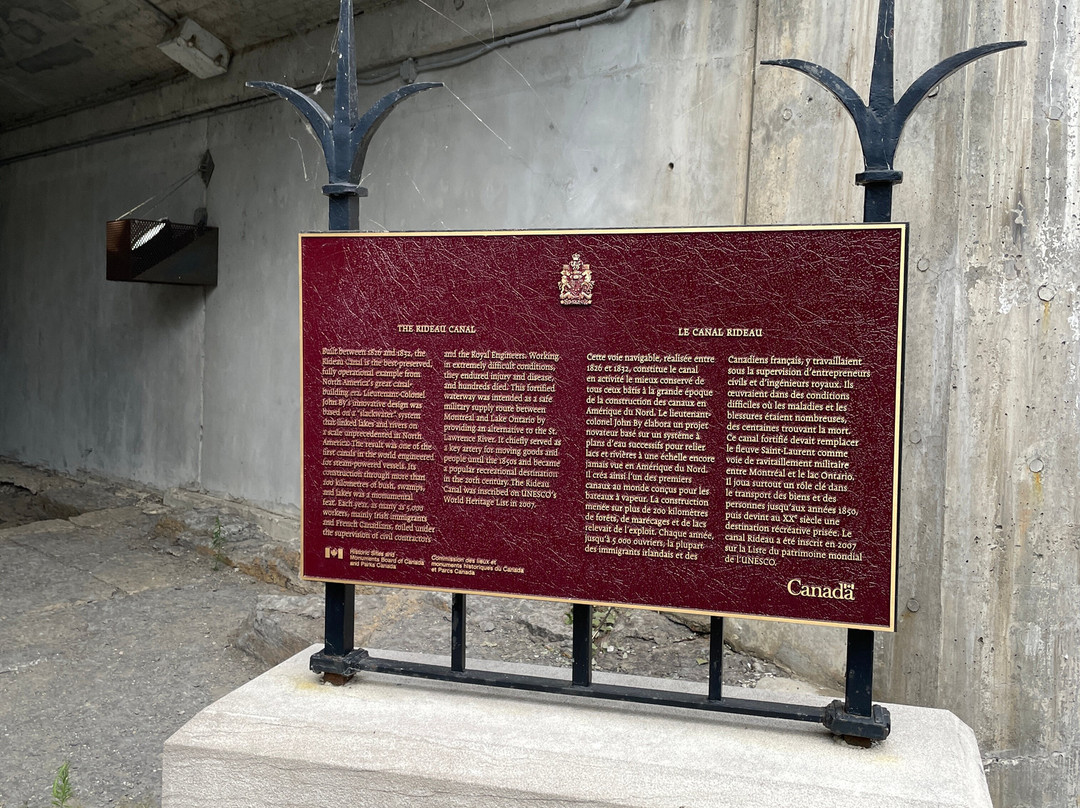 THE RIDEAU CANAL
Built between 1826 and 1832, the
Rideau Canal is the best-preserved,
fully operational example from
North America's great canal-
building era. Lieutenant-Colonel
John By's innovative design was
based on a "slackwater" system
that linked lakes and rivers on
a scale unprecedented in North
America. The result was one of the
first canals in the world engineered
for steam-powered vessels. Its
construction through more than
200 kilometres of bush, swamps,
and lakes was a monumental
feat. Each year, as many as 5,000
workers, mainly Irish immigrants
and French Canadians, toiled under
the supervision of civil contractors
and the Royal Engineers. Working
in extremely difficult conditions,
they endured injury and disease,
and hundreds died. This fortified
waterway was intended as a safe
military supply route between
Montréal and Lake Ontario by
providing an alternative to the St.
Lawrence River. It chiefly served as
a key artery for moving goods and
people until the 1850s and became
a popular recreational destination
in the 20th century. The Rideau
Canal was inscribed on UNESCO's
World Heritage List in 2007.
LE CANAL RIDEAU
Cette voie navigable, réalisée entre
1826 et 1832, constitue le canal
en activité le mieux conservé de
tous ceux bâtis à la grande époque
de la construction des canaux en
Amérique du Nord. Le lieutenant-
colonel John By élabora un projet
novateur basé sur un système à
plans d'eau successifs pour relier
lacs et rivières à une échelle encore
jamais vue en Amérique du Nord.
Il créa ainsi l'un des premiers
canaux au monde conçus pour les
bateaux à vapeur. La construction
menée sur plus de 200 kilomètres
de forêts, de marécages et de lacs
relevait de l'exploit. Chaque année,
jusqu'à 5 000 ouvriers, la plupart
des immigrants irlandais et des
Canadiens français, y travaillaient
sous la supervision d'entrepreneurs
civils et d'ingénieurs royaux. Ils
œuvraient dans des conditions
difficiles où les maladies et les
blessures étaient nombreuses,
des centaines trouvant la mort.
Ce canal fortifié devait remplacer
le fleuve Saint-Laurent comme
voie de ravitaillement militaire
entre Montréal et le lac Ontario.
Il joua surtout un rôle clé dans
le transport des biens et des
personnes jusqu'aux années 1850,
puis devint au XXe siècle une
destination récréative prisée. Le
canal Rideau a été inscrit en 2007
sur la Liste du patrimoine mondial
de l'UNESCO.
Historic Sites and
Monuments Board of Canada
and Parks Canada
Commission des lieux et
monuments historiques du Canada
et Parcs Canada
Canada